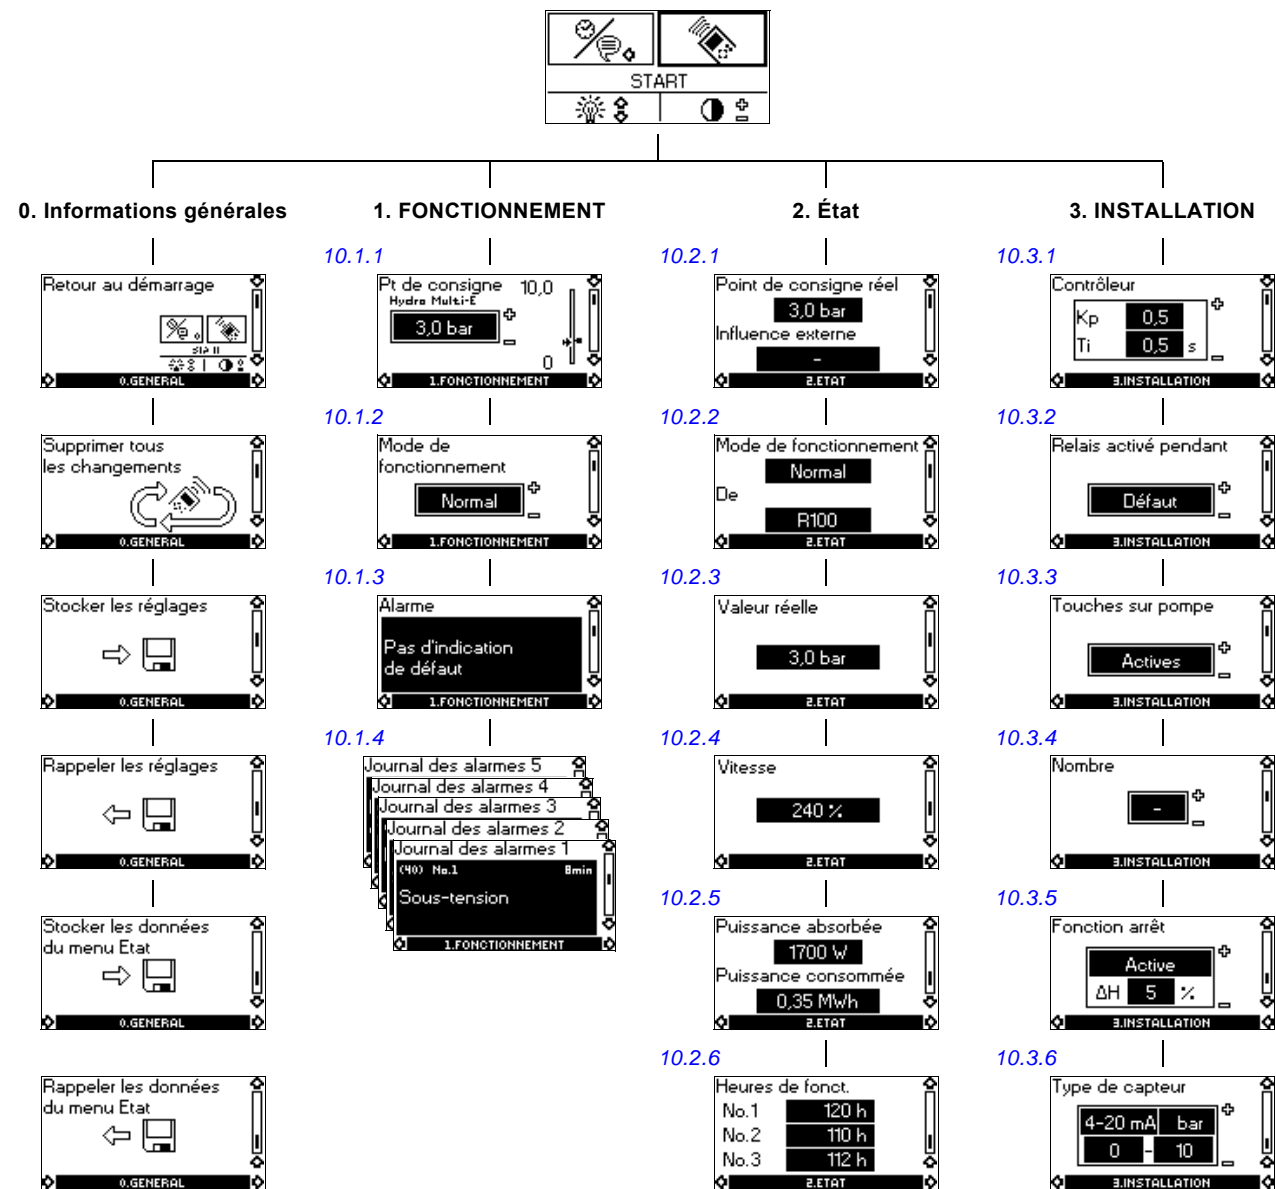 START
0. Informations générales
Retour au démarrage
START
0.GENERAL
Supprimer tous
les changements
0.GENERAL
Stocker les réglages
0.GENERAL
Rappeler les réglages
0.GENERAL
Stocker les données
du menu Etat
0.GENERAL
Rappeler les données
du menu Etat
0.GENERAL
1. FONCTIONNEMENT
10.1.1
Pt de consigne 10,0
Hydro Multi-E
3,0 bar
0
1.FONCTIONNEMENT
10.1.2
Mode de
fonctionnement
Normal
1.FONCTIONNEMENT
10.1.3
Alarme
Pas d'indication
de défaut
1.FONCTIONNEMENT
10.1.4
Journal des alarmes 5
Journal des alarmes 4
Journal des alarmes 3
Journal des alarmes 2
Journal des alarmes 1
(40) No.1 8min
Sous-tension
1.FONCTIONNEMENT
2. État
10.2.1
Point de consigne réel
3,0 bar
Influence externe
-
2.ETAT
10.2.2
Mode de fonctionnement
Normal
De
R100
2.ETAT
10.2.3
Valeur réelle
3,0 bar
2.ETAT
10.2.4
Vitesse
240 %
2.ETAT
10.2.5
Puissance absorbée
1700 W
Puissance consommée
0,35 MWh
2.ETAT
10.2.6
Heures de fonct.
No.1 120 h
No.2 110 h
No.3 112 h
2.ETAT
3. INSTALLATION
10.3.1
Contrôleur
Kp 0,5
Ti 0,5 s
3.INSTALLATION
10.3.2
Relais activé pendant
Défaut
3.INSTALLATION
10.3.3
Touches sur pompe
Actives
3.INSTALLATION
10.3.4
Nombre
-
3.INSTALLATION
10.3.5
Fonction arrêt
Active
ΔH 5 %
3.INSTALLATION
10.3.6
Type de capteur
4-20 mA bar
0 - 10
3.INSTALLATION